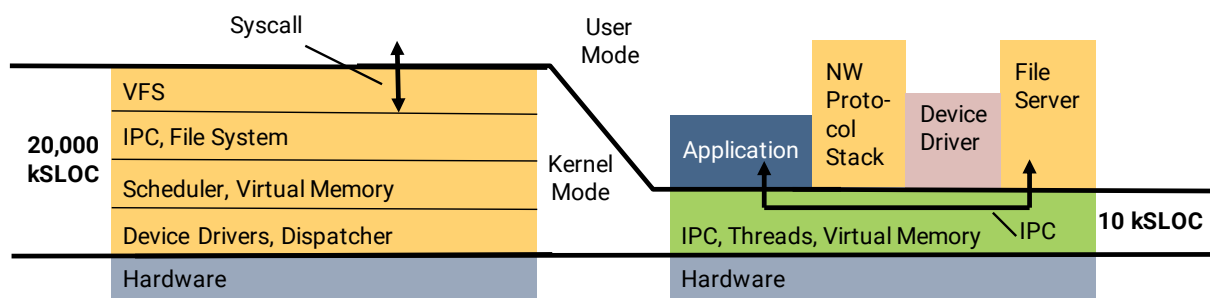 Syscall
User
Mode
VFS
IPC, File System
Scheduler, Virtual Memory
Device Drivers, Dispatcher
Hardware
20,000
kSLOC
Kernel
Mode
Application
NW
Proto-
col
Stack
Device
Driver
File
Server
IPC, Threads, Virtual Memory
IPC
10 kSLOC
Hardware